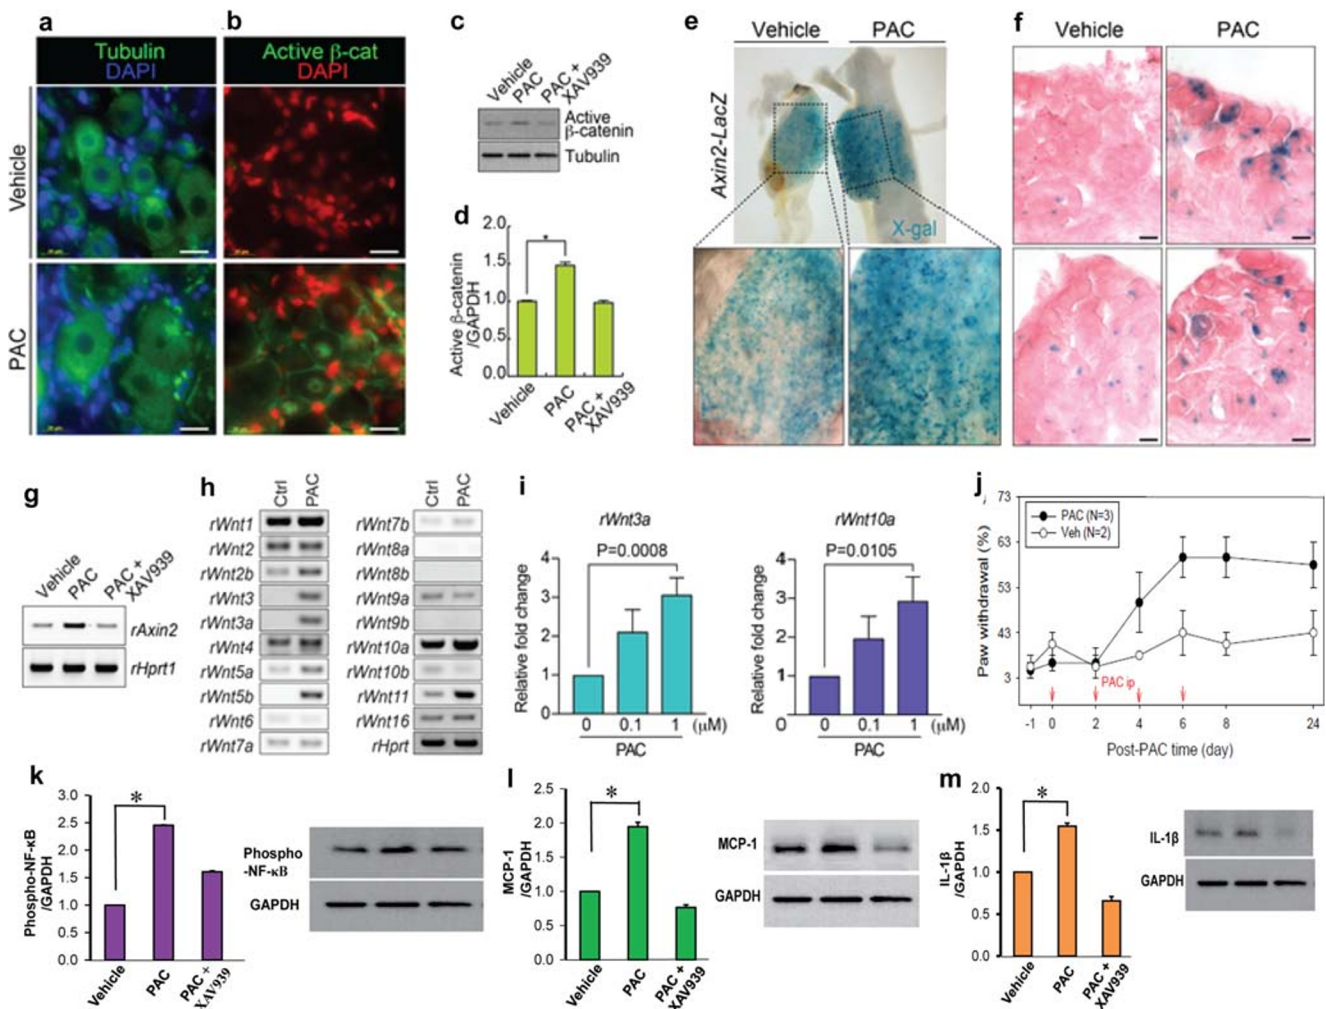 a
b
c
d
e
f
Tubulin
DAPI
Active β-cat
DAPI
Vehicle
PAC
Vehicle
PAC
PAC +
XAV939
Active
β-catenin
Tubulin
Active β-catenin
/GAPDH
2.0
1.5
1.0
0.5
0.0
*
Vehicle
PAC
PAC +
XAV939
Vehicle
PAC
Axin2-LacZ
X-gal
Vehicle
PAC
g
Vehicle
PAC
PAC +
XAV939
rAxin2
rHprt1
h
Ctrl
PAC
rWnt1
rWnt2
rWnt2b
rWnt3
rWnt3a
rWnt4
rWnt5a
rWnt5b
rWnt6
rWnt7a
Ctrl
PAC
rWnt7b
rWnt8a
rWnt8b
rWnt9a
rWnt9b
rWnt10a
rWnt10b
rWnt11
rWnt16
rHprt
i
rWnt3a
P=0.0008
Relative fold change
4
3
2
1
0
0 0.1 1 (μM)
PAC
rWnt10a
P=0.0105
Relative fold change
4
3
2
1
0
0 0.1 1 (μM)
PAC
j
Paw withdrawal (%)
73
63
53
43
3
PAC (N=3)
Veh (N=2)
PAC ip
-1 0 2 4 6 8 24
Post-PAC time (day)
k
Phospho-NF-κB
/GAPDH
3.0
2.5
2.0
1.5
1.0
0.5
0.0
*
Vehicle
PAC
PAC +
XAV939
Phospho
-NF-κB
GAPDH
l
MCP-1
/GAPDH
2.5
2.0
1.5
1.0
0.5
0.0
*
Vehicle
PAC
PAC +
XAV939
MCP-1
GAPDH
m
IL-1β
/GAPDH
2.0
1.5
1.0
0.5
0.0
*
Vehicle
PAC
PAC +
XAV939
IL-1β
GAPDH